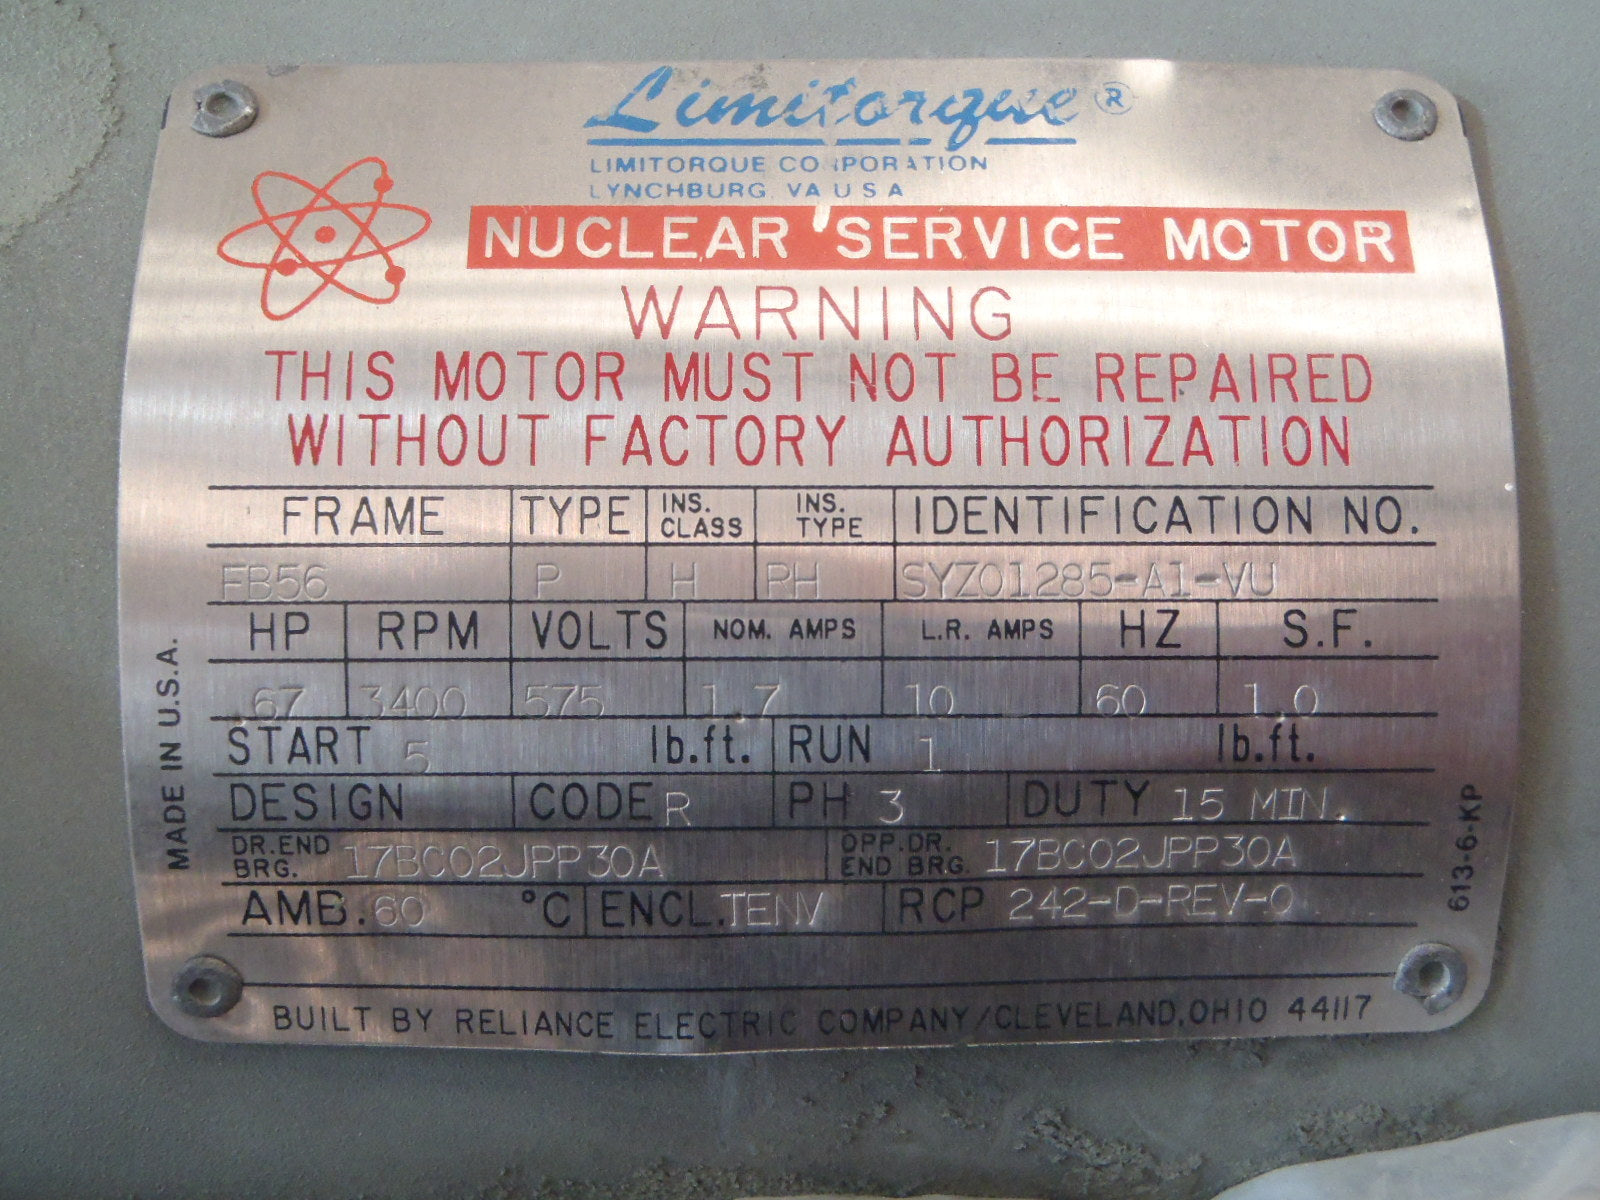 Limitorque®
LIMITORQUE CORPORATION
LYNCHBURG, VA U S A
NUCLEAR SERVICE MOTOR
WARNING
THIS MOTOR MUST NOT BE REPAIRED
WITHOUT FACTORY AUTHORIZATION
FRAME TYPE INS. CLASS INS. TYPE IDENTIFICATION NO.
FB56 P H RH SYZ01285-A1-VU
HP RPM VOLTS NOM. AMPS L.R. AMPS HZ S.F.
.67 3400 575 1.7 10 60 1.0
START 5 lb.ft. RUN 1 lb.ft.
DESIGN CODE R PH 3 DUTY 15 MIN.
DR.END BRG. 17BC02JPP30A OPP.DR. END BRG. 17BC02JPP30A
AMB. 60 °C ENCL. TENV RCP 242-D-REV-0
BUILT BY RELIANCE ELECTRIC COMPANY/CLEVELAND,OHIO 44117
MADE IN U.S.A.
613-6-KP